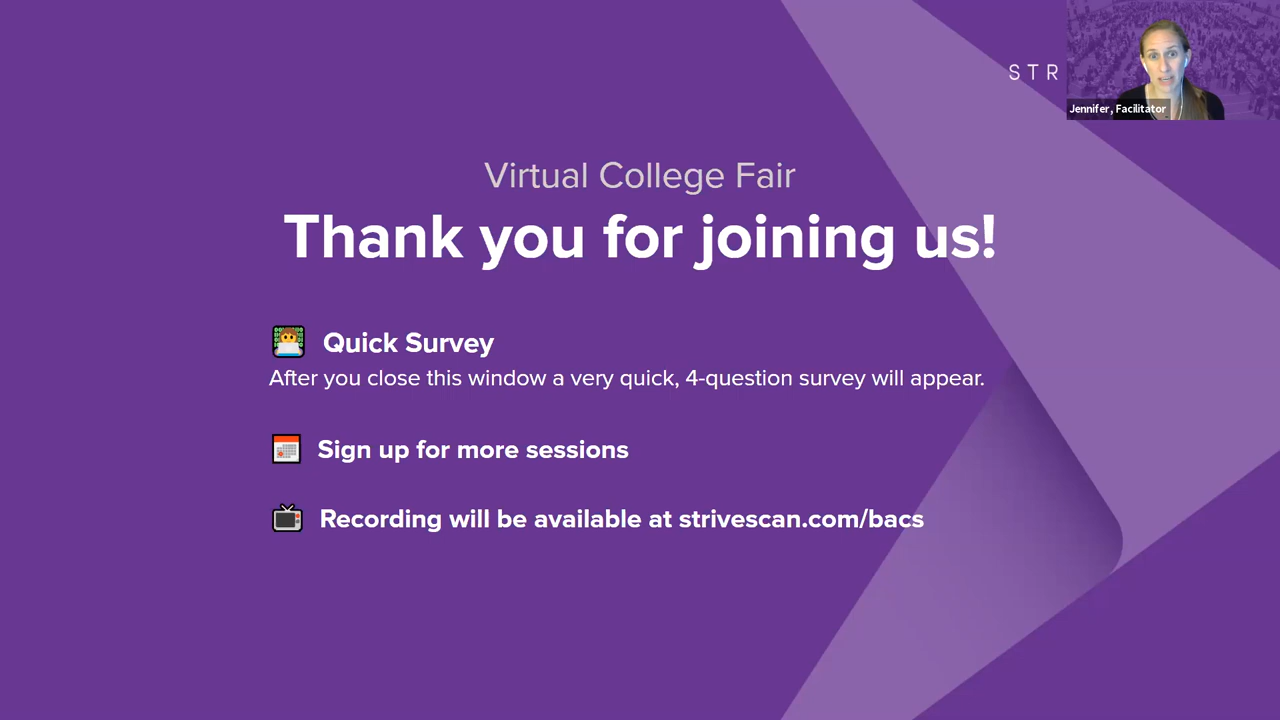 STR
Jennifer, Facilitator
Virtual College Fair
Thank you for joining us!
Quick Survey
After you close this window a very quick, 4-question survey will appear.
Sign up for more sessions
Recording will be available at strivescan.com/bacs